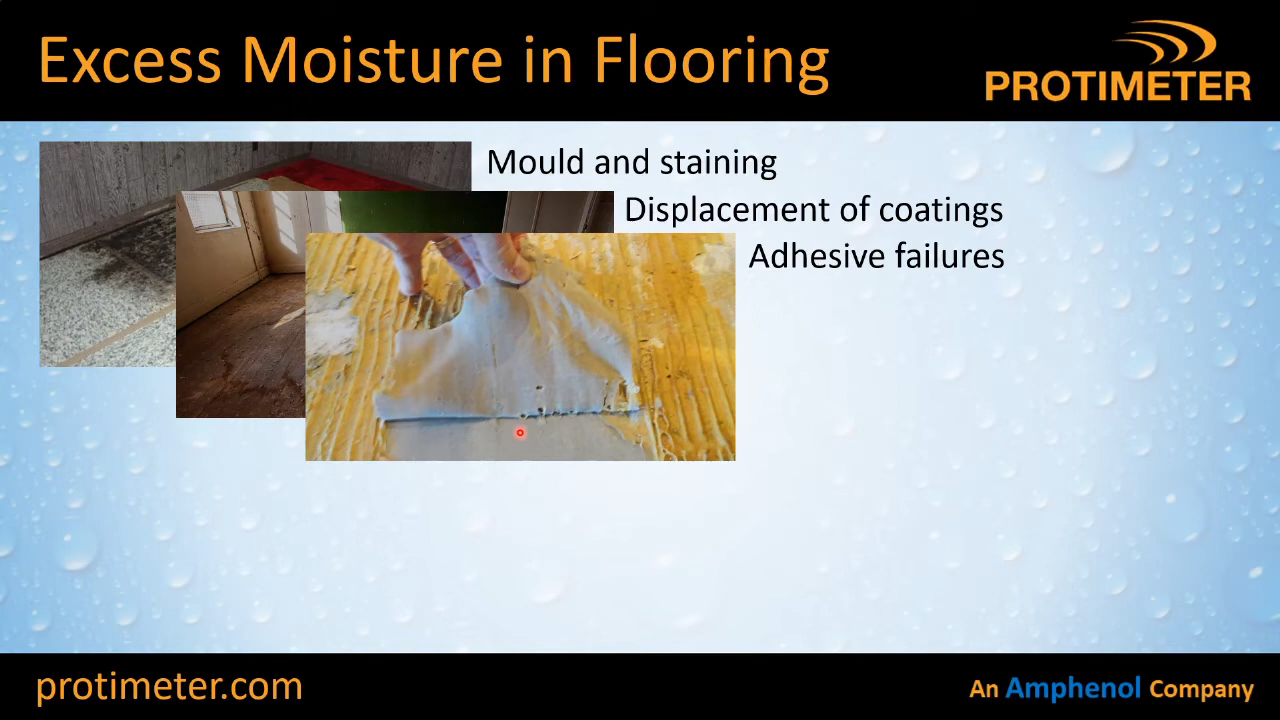 Excess Moisture in Flooring
PROTIMETER
Mould and staining
Displacement of coatings
Adhesive failures
protimeter.com
An Amphenol Company